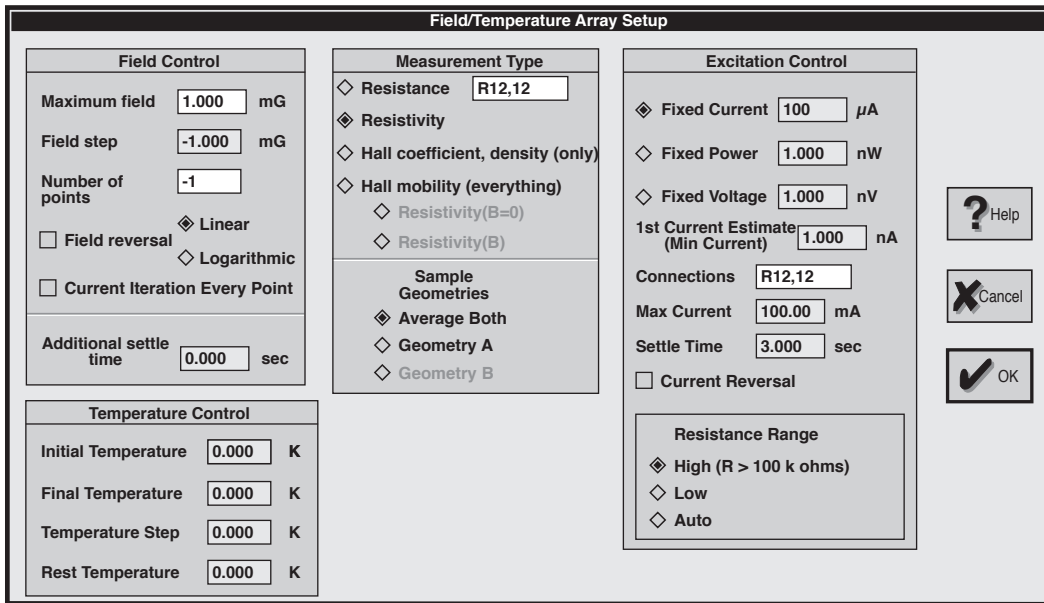 Field/Temperature Array Setup
Field Control
Maximum field 1.000 mG
Field step -1.000 mG
Number of
points -1
Field reversal
Linear
Logarithmic
Current Iteration Every Point
Additional settle
time 0.000 sec
Temperature Control
Initial Temperature 0.000 K
Final Temperature 0.000 K
Temperature Step 0.000 K
Rest Temperature 0.000 K
Measurement Type
Resistance R12,12
Resistivity
Hall coefficient, density (only)
Hall mobility (everything)
Resistivity(B=0)
Resistivity(B)
Sample
Geometries
Average Both
Geometry A
Geometry B
Excitation Control
Fixed Current 100 µA
Fixed Power 1.000 nW
Fixed Voltage 1.000 nV
1st Current Estimate
(Min Current) 1.000 nA
Connections R12,12
Max Current 100.00 mA
Settle Time 3.000 sec
Current Reversal
Resistance Range
High (R > 100 k ohms)
Low
Auto
? Help
Cancel
OK